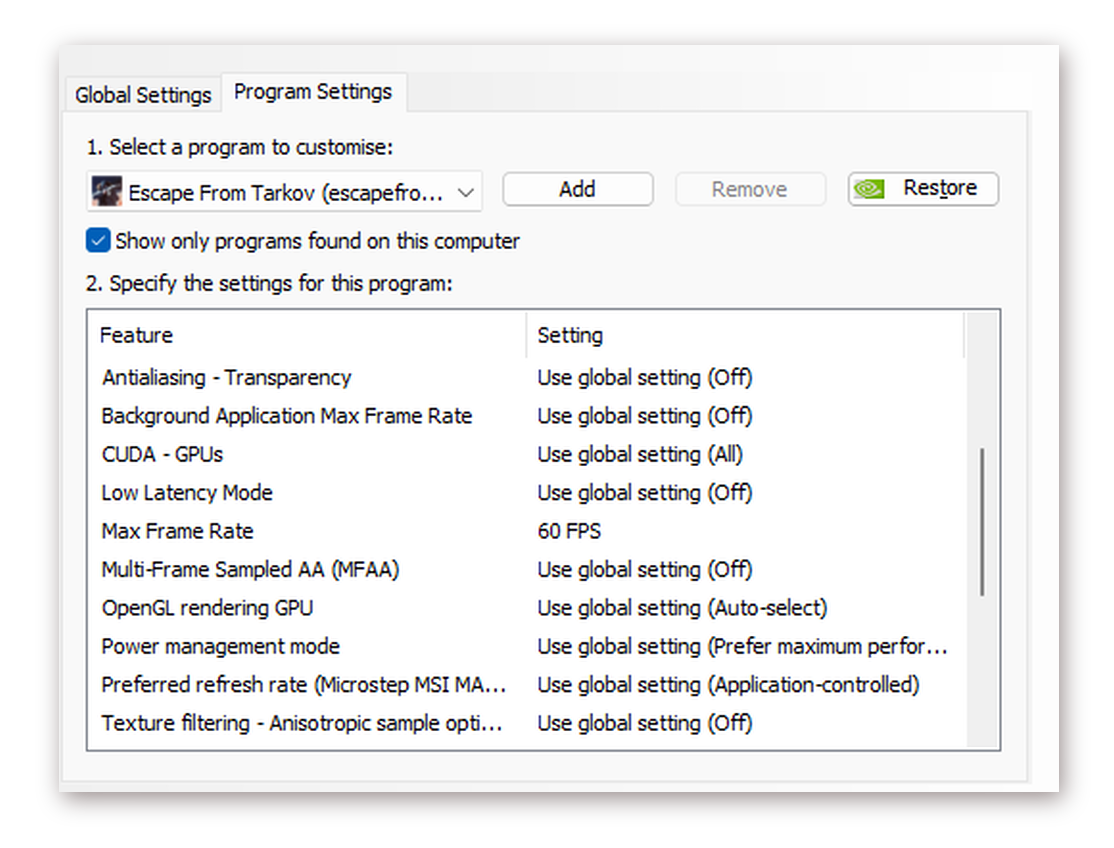 Global Settings
Program Settings
1. Select a program to customise:
Escape From Tarkov (escapefro...
Add
Remove
Restore
Show only programs found on this computer
2. Specify the settings for this program:
Feature Setting
Antialiasing - Transparency Use global setting (Off)
Background Application Max Frame Rate Use global setting (Off)
CUDA - GPUs Use global setting (All)
Low Latency Mode Use global setting (Off)
Max Frame Rate 60 FPS
Multi-Frame Sampled AA (MFAA) Use global setting (Off)
OpenGL rendering GPU Use global setting (Auto-select)
Power management mode Use global setting (Prefer maximum perfor...
Preferred refresh rate (Microstep MSI MA... Use global setting (Application-controlled)
Texture filtering - Anisotropic sample opti... Use global setting (Off)